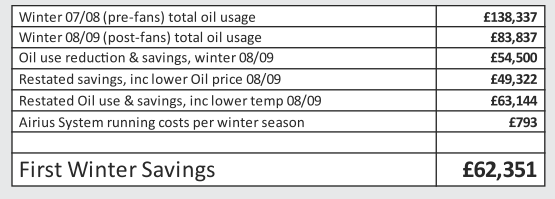 Winter 07/08 (pre-fans) total oil usage £138,337
Winter 08/09 (post-fans) total oil usage £83,837
Oil use reduction & savings, winter 08/09 £54,500
Restated savings, inc lower Oil price 08/09 £49,322
Restated Oil use & savings, inc lower temp 08/09 £63,144
Airius System running costs per winter season £793
First Winter Savings £62,351